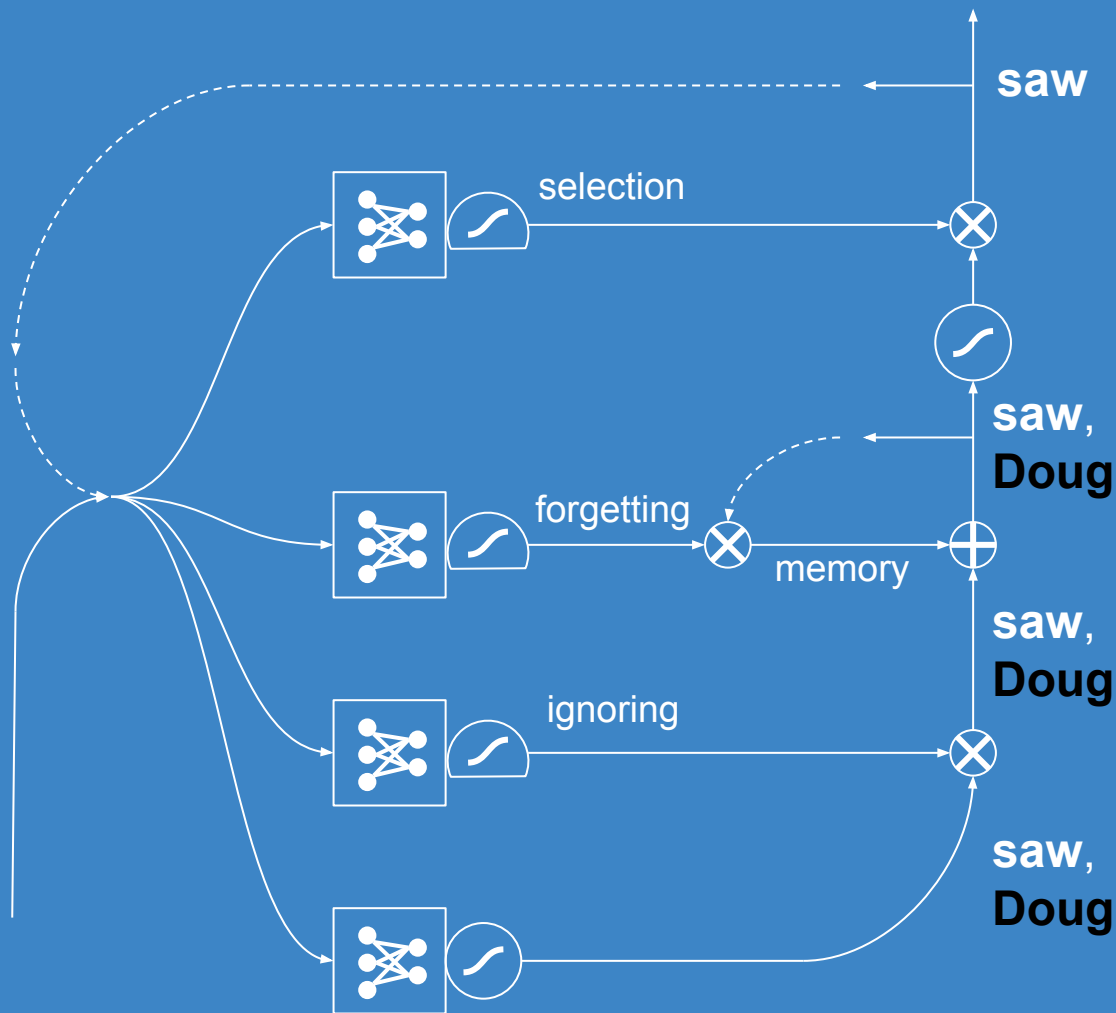 saw
selection
saw,
Doug
forgetting
memory
saw,
Doug
ignoring
saw,
Doug